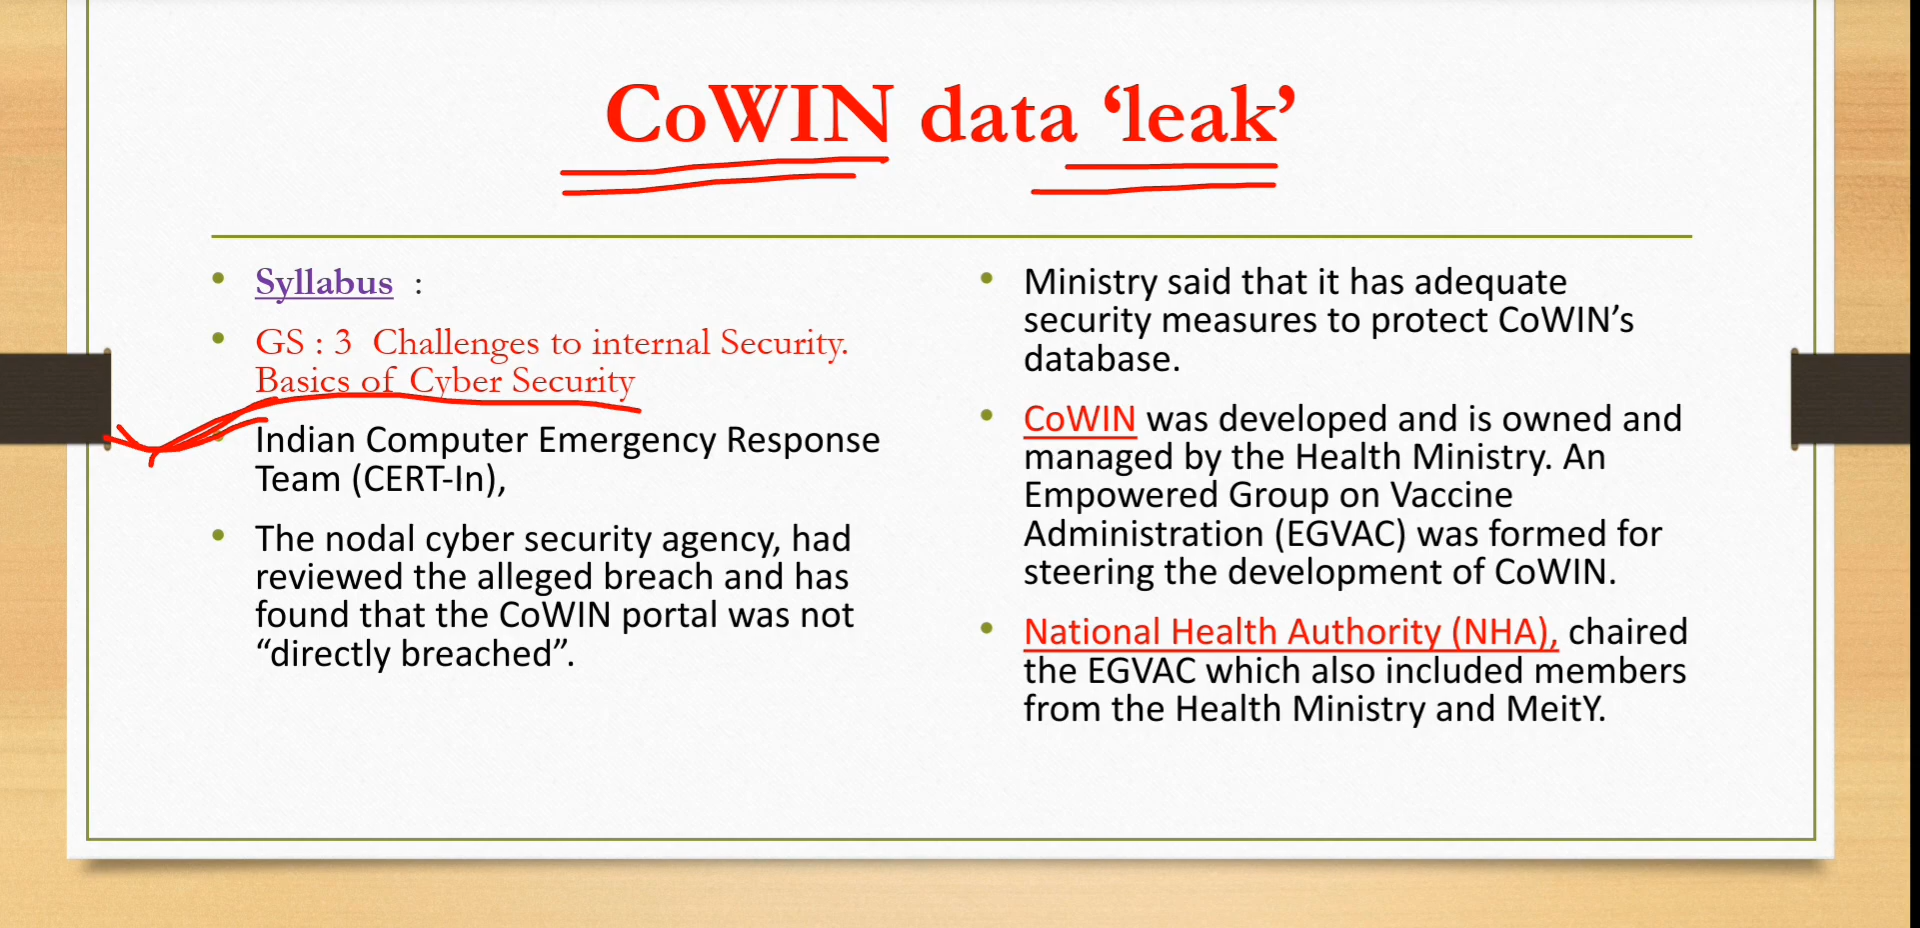 CoWIN data ‘leak’
Syllabus :
GS : 3 Challenges to internal Security.
Basics of Cyber Security
Indian Computer Emergency Response
Team (CERT-In),
The nodal cyber security agency, had
reviewed the alleged breach and has
found that the CoWIN portal was not
“directly breached”.
Ministry said that it has adequate
security measures to protect CoWIN’s
database.
CoWIN was developed and is owned and
managed by the Health Ministry. An
Empowered Group on Vaccine
Administration (EGVAC) was formed for
steering the development of CoWIN.
National Health Authority (NHA), chaired
the EGVAC which also included members
from the Health Ministry and MeitY.